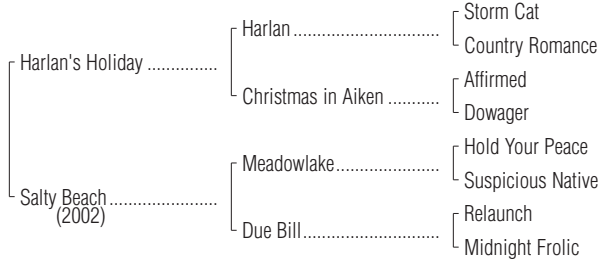 Storm Cat
Harlan
Country Romance
Harlan's Holiday
Affirmed
Christmas in Aiken
Dowager
Hold Your Peace
Meadowlake
Suspicious Native
Salty Beach
(2002)
Relaunch
Due Bill
Midnight Frolic